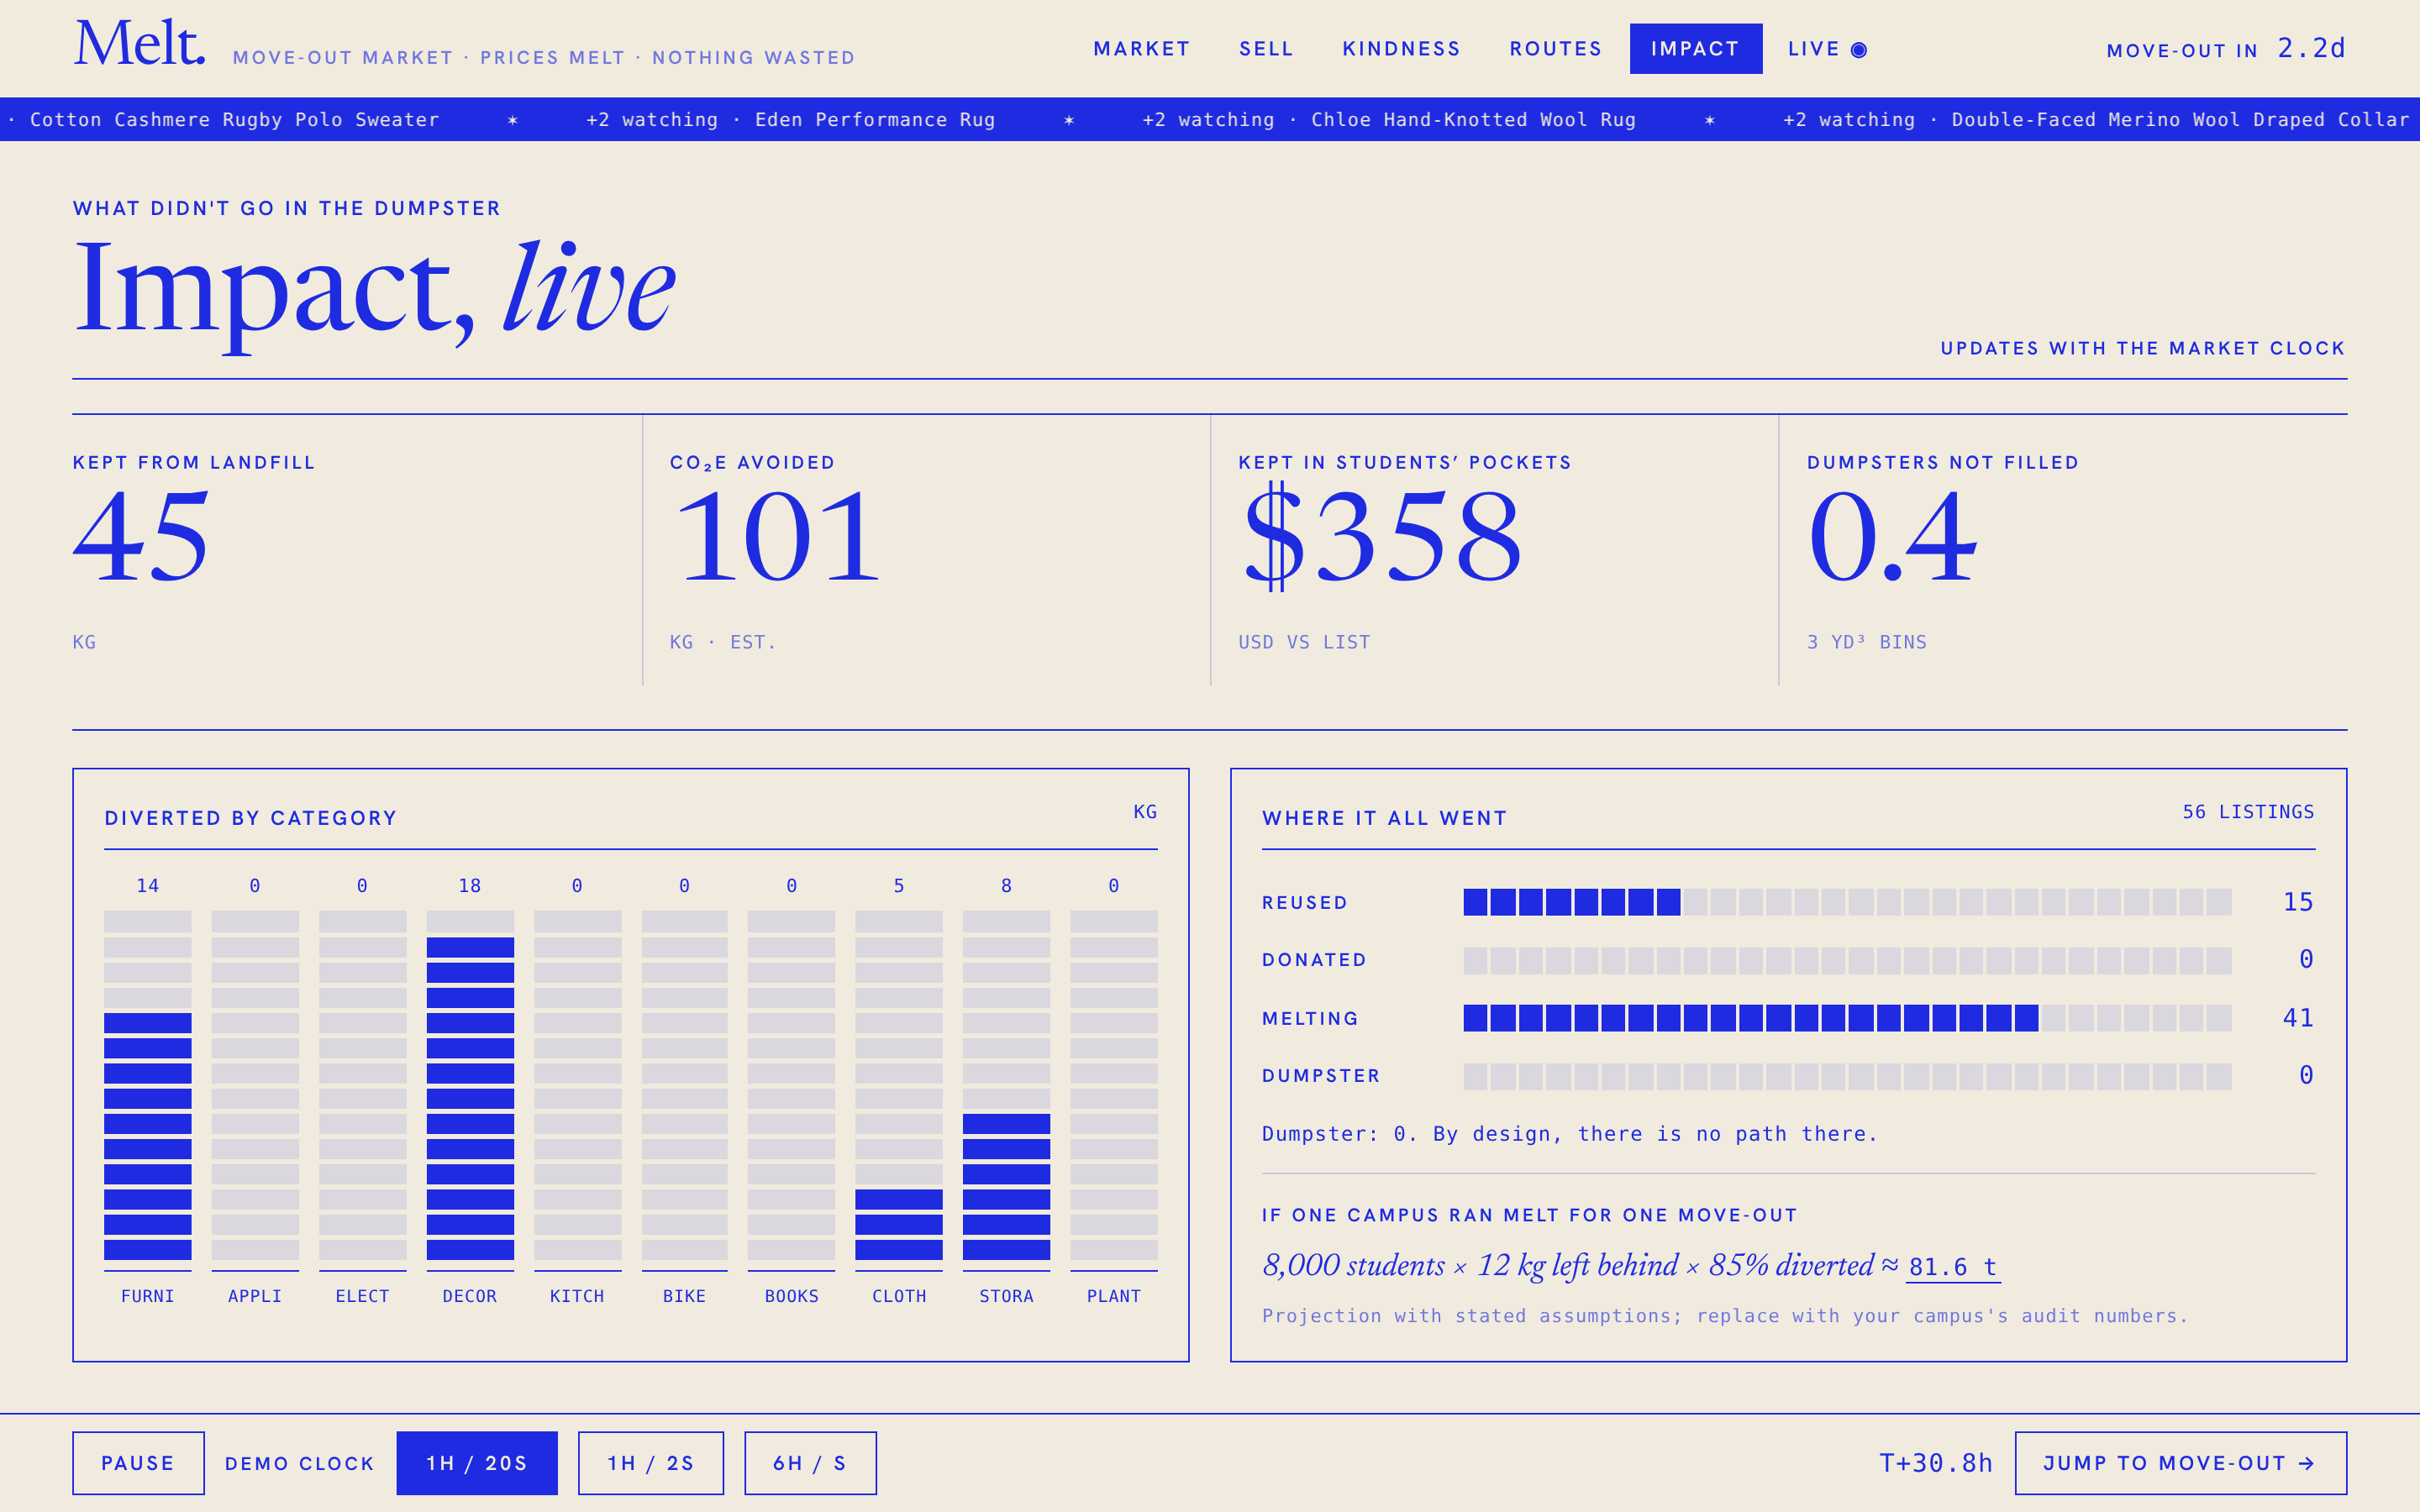 Melt. MOVE-OUT MARKET · PRICES MELT · NOTHING WASTED MARKET SELL KINDNESS ROUTES IMPACT LIVE ◉ MOVE-OUT IN 2.2d
· Cotton Cashmere Rugby Polo Sweater ✶ +2 watching · Eden Performance Rug ✶ +2 watching · Chloe Hand-Knotted Wool Rug ✶ +2 watching · Double-Faced Merino Wool Draped Collar
WHAT DIDN'T GO IN THE DUMPSTER
Impact, live
UPDATES WITH THE MARKET CLOCK
KEPT FROM LANDFILL
45
KG
CO₂E AVOIDED
101
KG · EST.
KEPT IN STUDENTS’ POCKETS
$358
USD VS LIST
DUMPSTERS NOT FILLED
0.4
3 YD³ BINS
DIVERTED BY CATEGORY KG
14 0 0 18 0 0 0 5 8 0
FURNI APPLI ELECT DECOR KITCH BIKE BOOKS CLOTH STORA PLANT
WHERE IT ALL WENT 56 LISTINGS
REUSED 15
DONATED 0
MELTING 41
DUMPSTER 0
Dumpster: 0. By design, there is no path there.
IF ONE CAMPUS RAN MELT FOR ONE MOVE-OUT
8,000 students × 12 kg left behind × 85% diverted ≈ 81.6 t
Projection with stated assumptions; replace with your campus's audit numbers.
PAUSE DEMO CLOCK 1H / 20S 1H / 2S 6H / S T+30.8h JUMP TO MOVE-OUT →